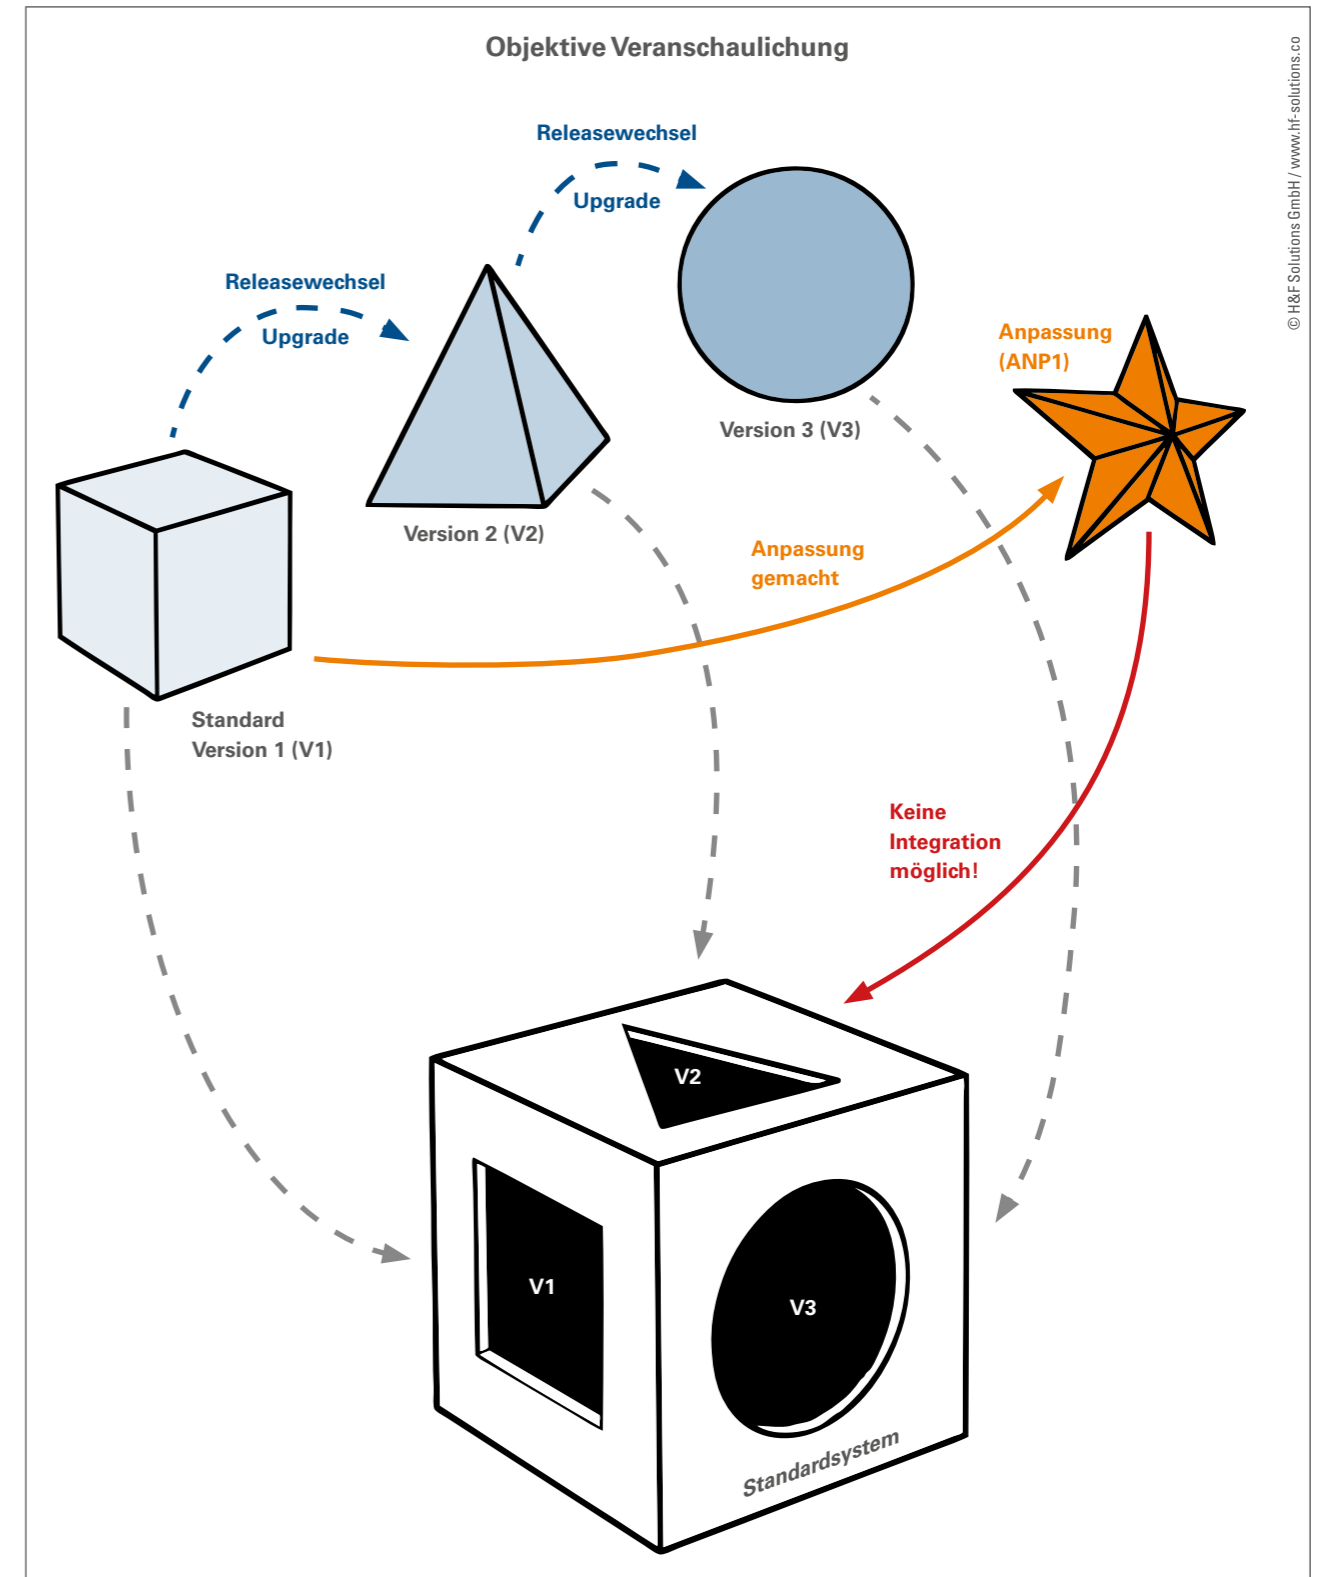 Objektive Veranschaulichung
© H&F Solutions GmbH / www.hf-solutions.co
Releasewechsel
Upgrade
Releasewechsel
Upgrade
Anpassung
(ANP1)
Version 3 (V3)
Version 2 (V2)
Anpassung
gemacht
Standard
Version 1 (V1)
Keine
Integration
möglich!
V2
V1
V3
Standardsystem